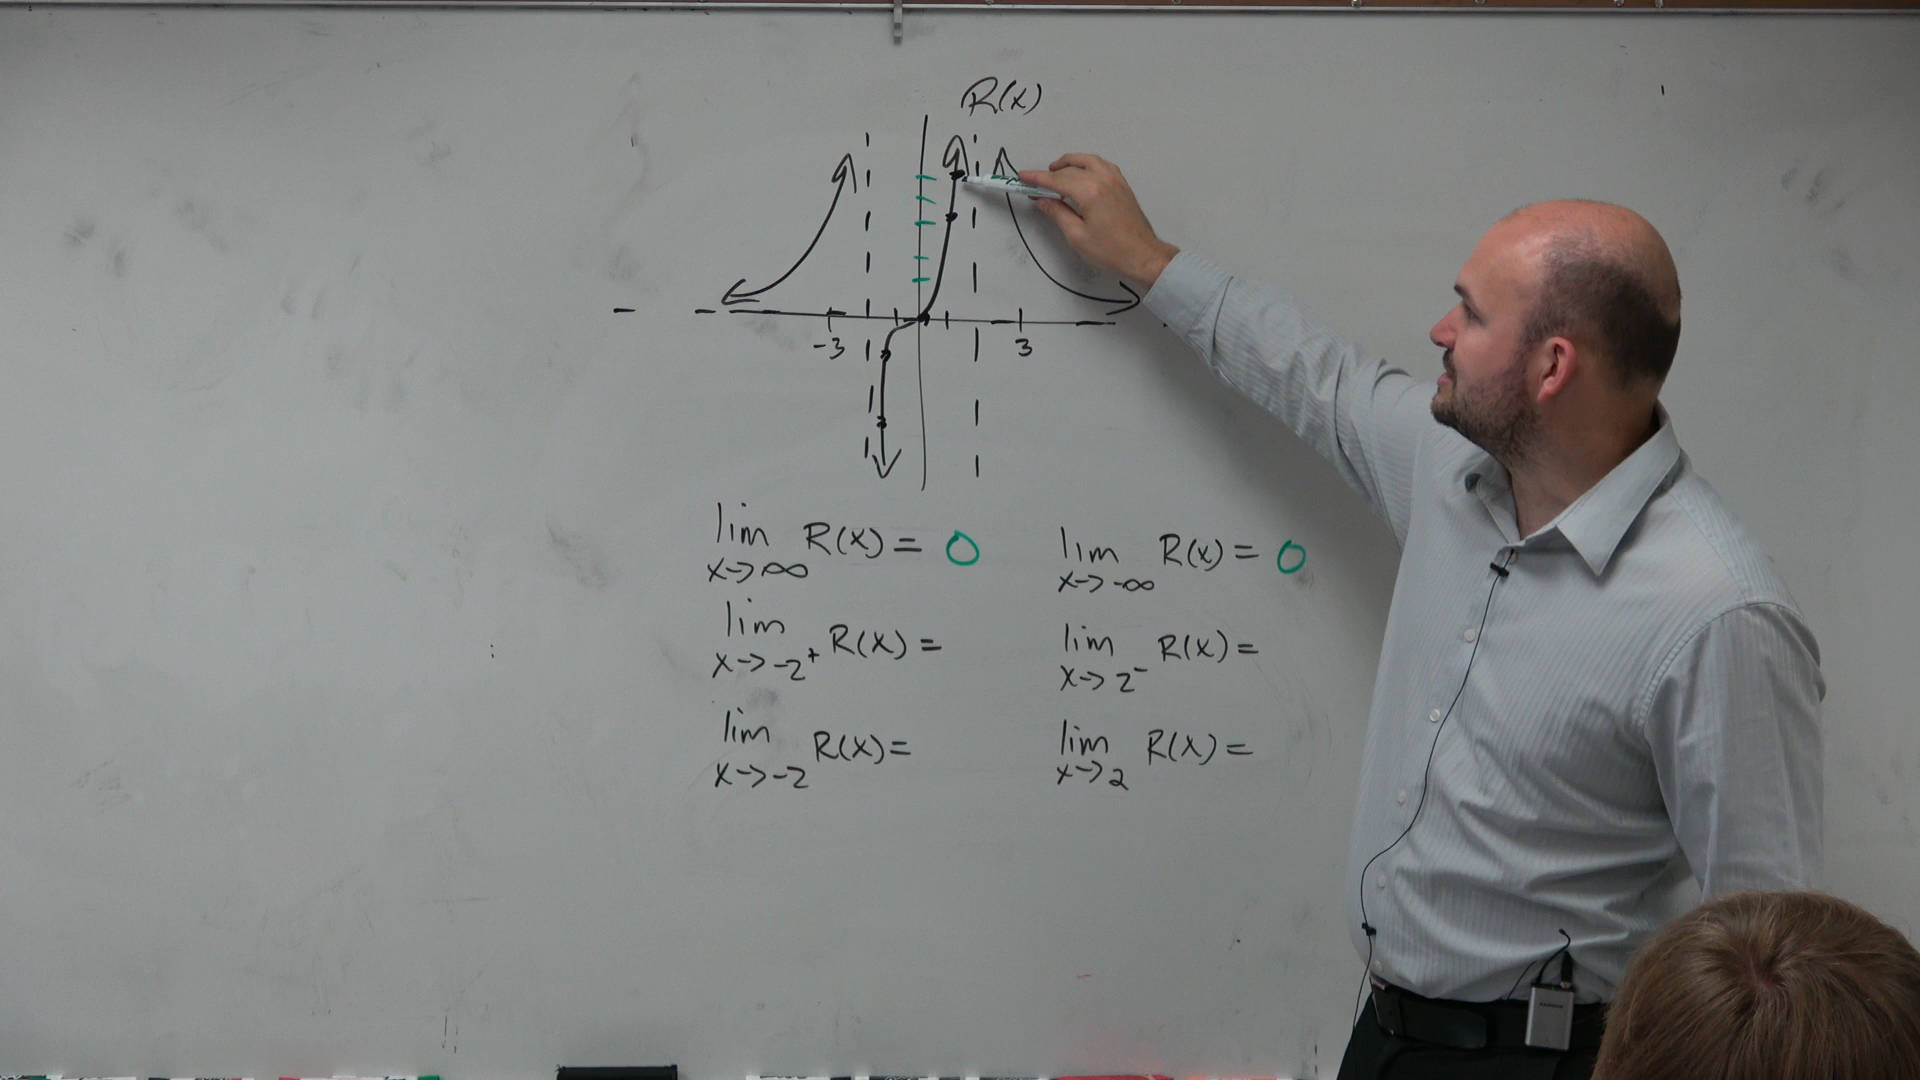 R(x)
-3 3
lim x→∞ R(x) = 0
lim x→-∞ R(x) = 0
lim x→-2⁺ R(x) =
lim x→2⁻ R(x) =
lim x→-2 R(x) =
lim x→2 R(x) =